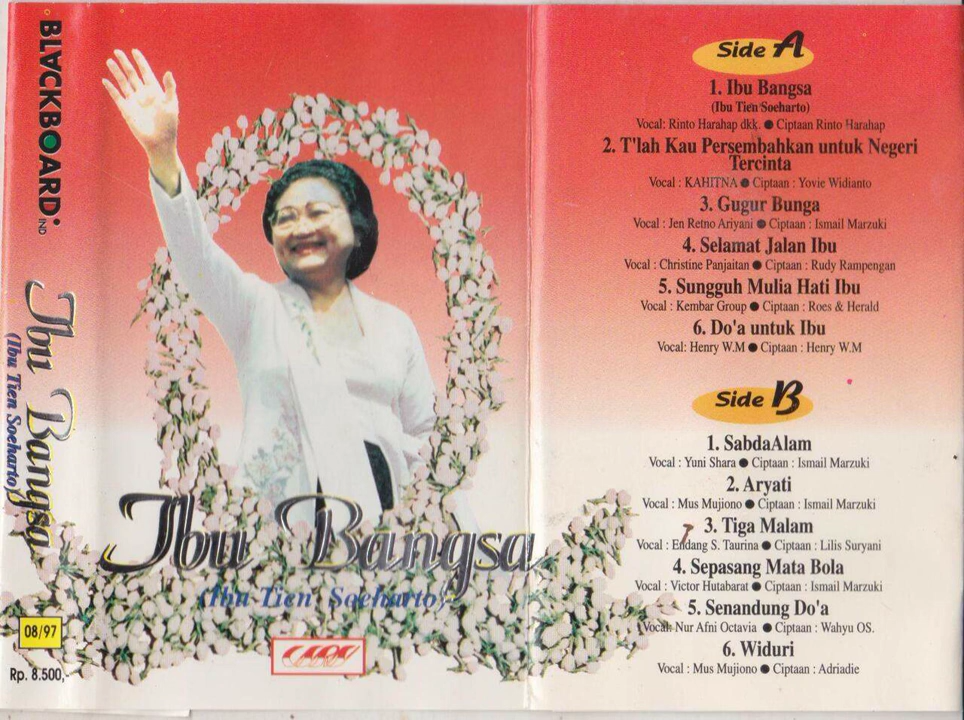 BLACKBOARD IND
Ibu Bangsa
(Ibu Tien Soeharto)
08/97
Rp. 8.500,-
Ibu Bangsa
(Ibu Tien Soeharto)
Side A
1. Ibu Bangsa
(Ibu Tien Soeharto)
Vocal: Rinto Harahap dkk. ● Ciptaan Rinto Harahap
2. T'lah Kau Persembahkan untuk Negeri
Tercinta
Vocal : KAHITNA ● Ciptaan : Yovie Widianto
3. Gugur Bunga
Vocal : Jen Retno Ariyani ● Ciptaan : Ismail Marzuki
4. Selamat Jalan Ibu
Vocal : Christine Panjaitan ● Ciptaan : Rudy Rampengan
5. Sungguh Mulia Hati Ibu
Vocal : Kembar Group ● Ciptaan : Roes & Herald
6. Do'a untuk Ibu
Vocal: Henry W.M ● Ciptaan : Henry W.M
Side B
1. SabdaAlam
Vocal : Yuni Shara ● Ciptaan : Ismail Marzuki
2. Aryati
Vocal : Mus Mujiono ● Ciptaan : Ismail Marzuki
3. Tiga Malam
Vocal : Endang S. Taurina ● Ciptaan : Lilis Suryani
4. Sepasang Mata Bola
Vocal : Victor Hutabarat ● Ciptaan : Ismail Marzuki
5. Senandung Do'a
Vocal: Nur Afni Octavia ● Ciptaan : Wahyu OS.
6. Widuri
Vocal : Mus Mujiono ● Ciptaan : Adriadie